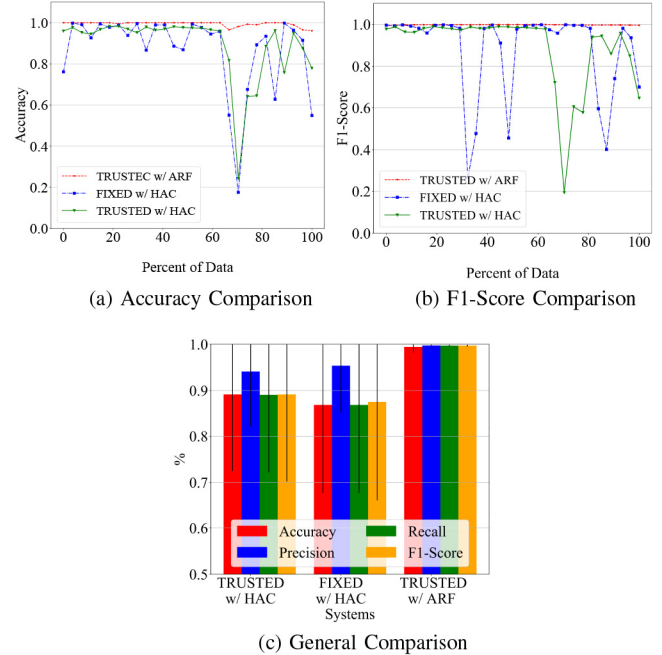 1.0
0.8
0.6
0.4
0.2
0.0
Accuracy
TRUSTEC w/ ARF
FIXED w/ HAC
TRUSTED w/ HAC
0 20 40 60 80 100
Percent of Data
(a) Accuracy Comparison
1.0
0.8
0.6
0.4
0.2
0.0
F1-Score
TRUSTED w/ ARF
FIXED w/ HAC
TRUSTED w/ HAC
0 20 40 60 80 100
Percent of Data
(b) F1-Score Comparison
1.0
0.9
0.8
0.7
0.6
0.5
%
Accuracy Recall
Precision F1-Score
TRUSTED FIXED TRUSTED
w/ HAC w/ HAC w/ ARF
Systems
(c) General Comparison